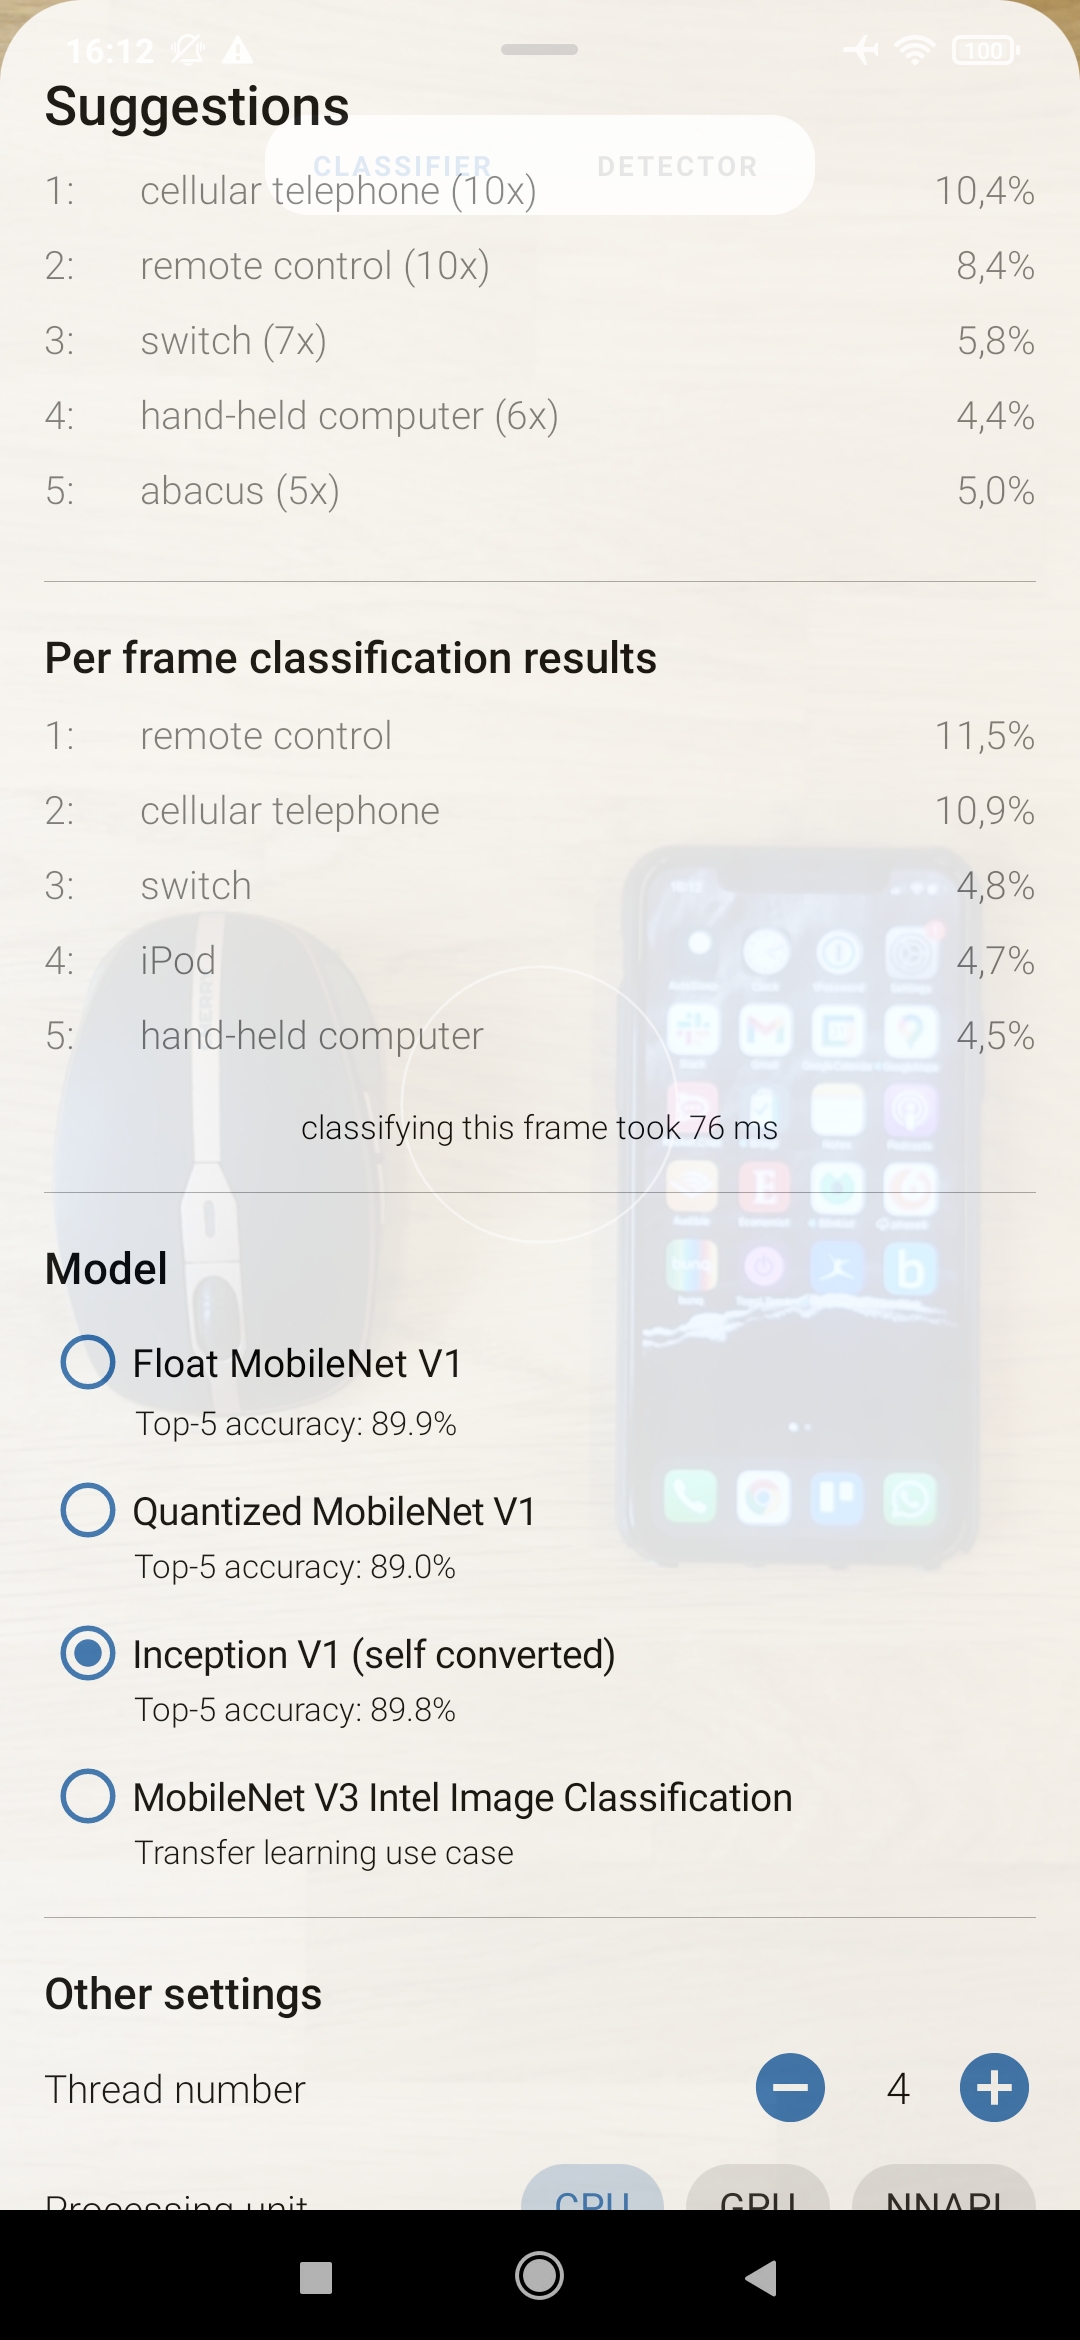 16:12
100
Suggestions
CLASSIFIER DETECTOR
1: cellular telephone (10x) 10,4%
2: remote control (10x) 8,4%
3: switch (7x) 5,8%
4: hand-held computer (6x) 4,4%
5: abacus (5x) 5,0%
Per frame classification results
1: remote control 11,5%
2: cellular telephone 10,9%
3: switch 4,8%
4: iPod 4,7%
5: hand-held computer 4,5%
classifying this frame took 76 ms
Model
Float MobileNet V1
Top-5 accuracy: 89.9%
Quantized MobileNet V1
Top-5 accuracy: 89.0%
Inception V1 (self converted)
Top-5 accuracy: 89.8%
MobileNet V3 Intel Image Classification
Transfer learning use case
Other settings
Thread number 4
Processing unit CPU GPU NNAPI